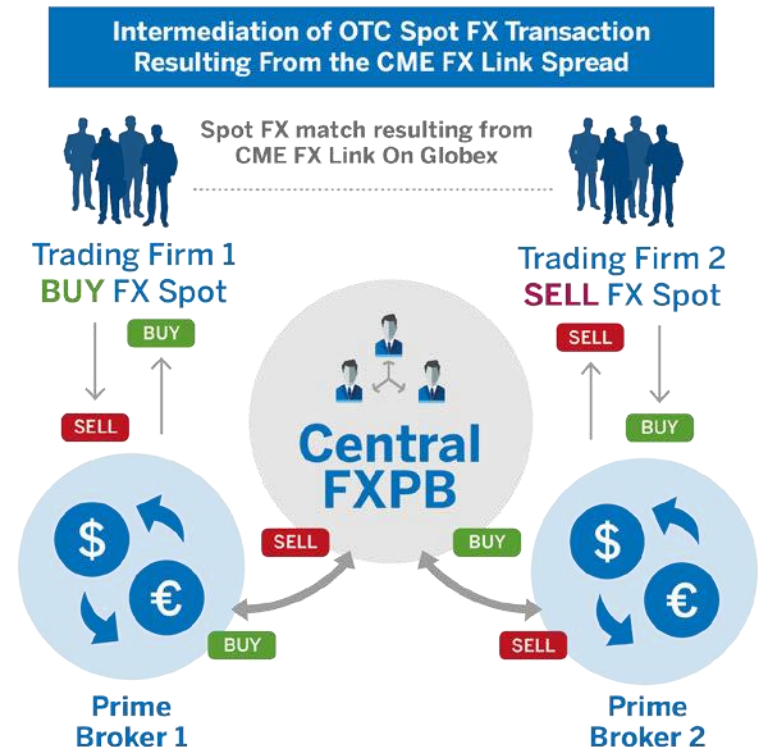 Intermediation of OTC Spot FX Transaction
Resulting From the CME FX Link Spread
Spot FX match resulting from
CME FX Link On Globex
Trading Firm 1
BUY FX Spot
Trading Firm 2
SELL FX Spot
BUY
SELL
SELL
BUY
Central
FXPB
$
€
SELL
BUY
BUY
SELL
$
€
Prime
Broker 1
Prime
Broker 2